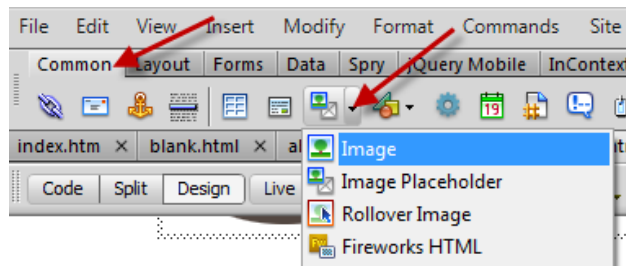 File Edit View Insert Modify Format Commands Site
Common Layout Forms Data Spry jQuery Mobile InContext
19
index.htm × blank.html ×
Image
Code Split Design Live
Image Placeholder
Rollover Image
Fireworks HTML